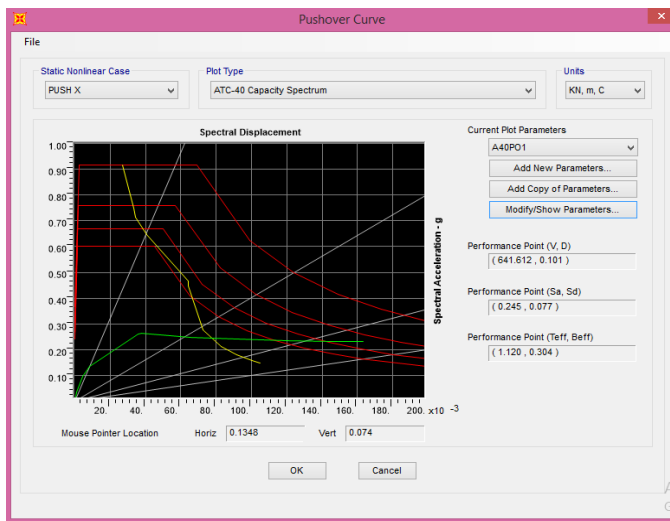 Pushover Curve
×
File
Static Nonlinear Case
PUSH X
Plot Type
ATC-40 Capacity Spectrum
Units
KN, m, C
Spectral Displacement
1.00
0.90
0.80
0.70
0.60
0.50
0.40
0.30
0.20
0.10
20. 40. 60. 80. 100. 120. 140. 160. 180. 200. x10 -3
Spectral Acceleration - g
Mouse Pointer Location Horiz 0.1348 Vert 0.074
Current Plot Parameters
A40PO1
Add New Parameters...
Add Copy of Parameters...
Modify/Show Parameters...
Performance Point (V, D)
( 641.612 , 0.101 )
Performance Point (Sa, Sd)
( 0.245 , 0.077 )
Performance Point (Teff, Beff)
( 1.120 , 0.304 )
OK Cancel